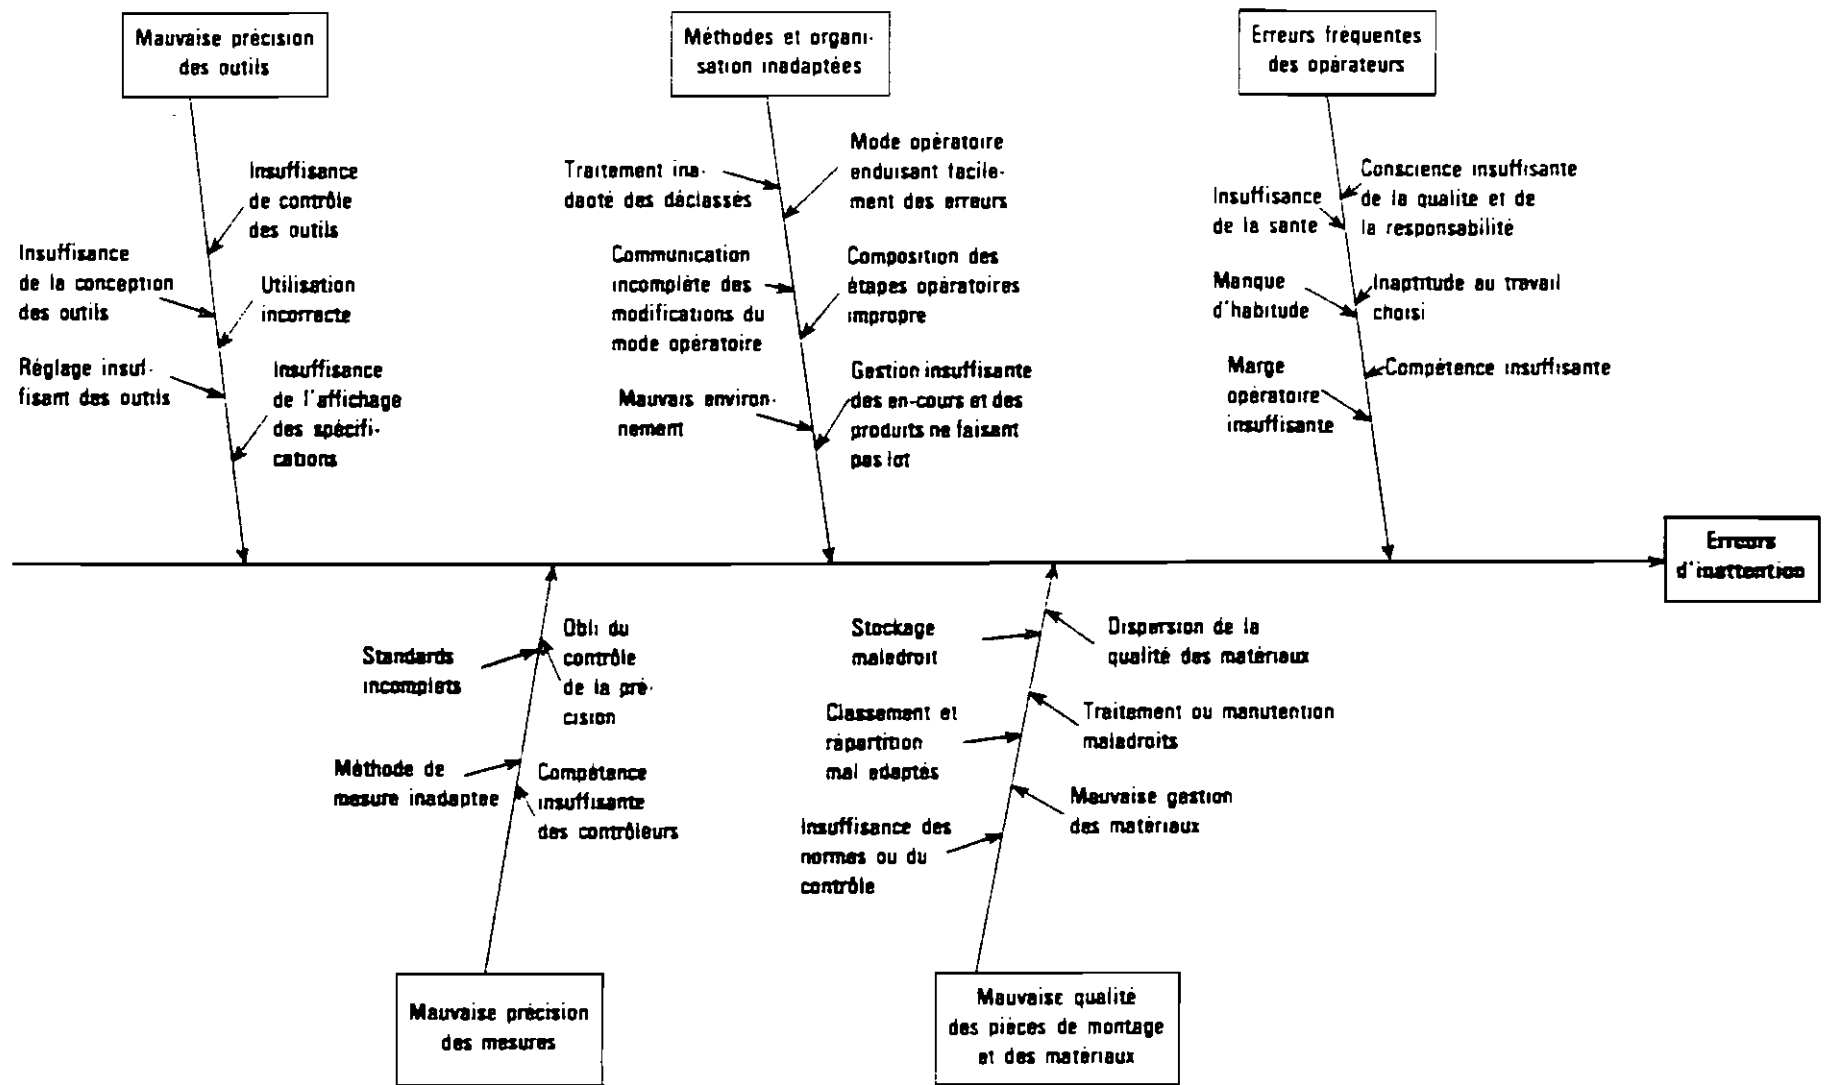 Mauvaise précision
des outils
Méthodes et organi-
sation inadaptées
Erreurs fréquentes
des opérateurs
Insuffisance
de contrôle
des outils
Insuffisance
de la conception
des outils
Utilisation
incorracte
Réglage insuf-
fisant des outils
Insuffisance
de l'affichage
des spécifi-
cations
Traitement ina-
daoté des déclassés
Mode opératoire
enduisant facile-
ment des erreurs
Communication
incomplète des
modifications du
mode opératoire
Composition des
étapes opératoires
impropre
Mauvais environ-
nement
Gestion insuffisante
des en-cours et des
produits ne faisant
pas lot
Insuffisance
de la sante
Conscience insuffisante
de la qualité et de
la responsabilité
Manque
d'habitude
Inaptitude au travail
choisi
Marge
opératoire
insuffisante
Compétence insuffisante
Erreurs
d'inattention
Standards
incomplets
Obli du
contrôle
de la pré-
cision
Méthode de
mesure inadaptee
Compétance
insuffisante
des contrôleurs
Stockage
maledroit
Dispersion de la
qualité des matériaux
Classement et
répartition
mal adaptés
Traitement ou manutention
maladroits
Mauvaise gestion
des matériaux
Insuffisance des
normes ou du
contrôle
Mauvaise précision
des mesures
Mauvaise qualité
des pièces de montage
et des matériaux